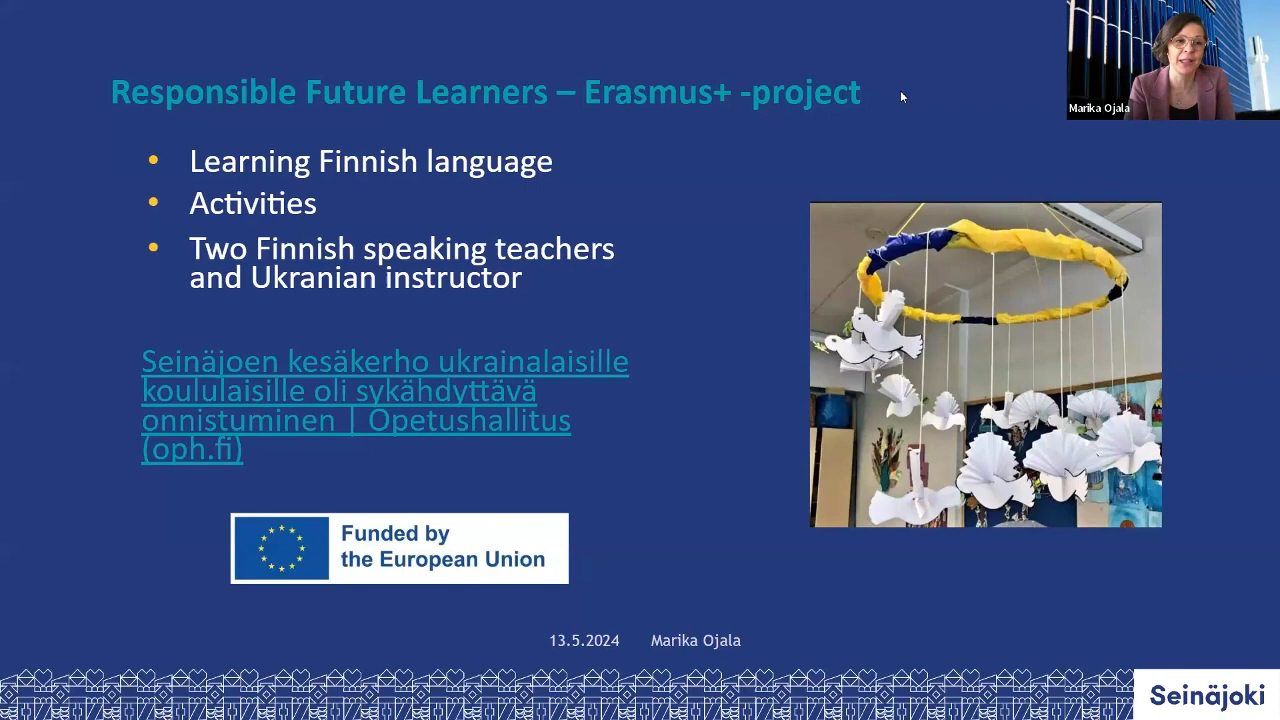 Marika Ojala
Responsible Future Learners – Erasmus+ -project
• Learning Finnish language
• Activities
• Two Finnish speaking teachers
and Ukranian instructor
Seinäjoen kesäkerho ukrainalaisille
koululaisille oli sykähdyttävä
onnistuminen | Opetushallitus
(oph.fi)
Funded by
the European Union
13.5.2024 Marika Ojala
Seinäjoki